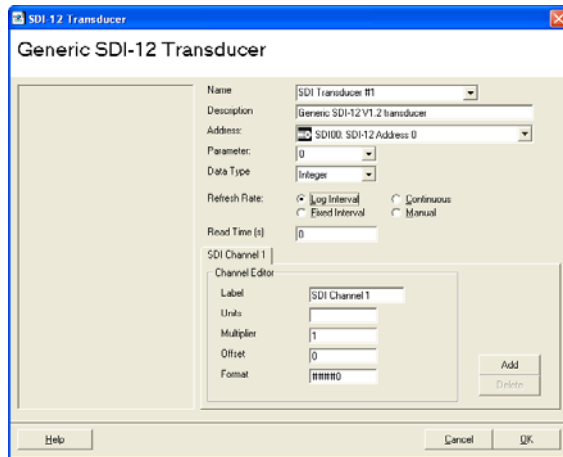 SDI-12 Transducer
Generic SDI-12 Transducer
Name SDI Transducer #1
Description Generic SDI-12 V1.2 transducer
Address: SDI00: SDI-12 Address 0
Parameter: 0
Data Type Integer
Refresh Rate: Log Interval Continuous
Fixed Interval Manual
Read Time (s) 0
SDI Channel 1
Channel Editor
Label SDI Channel 1
Units
Multiplier 1
Offset 0
Format ####0
Add
Delete
Help Cancel OK